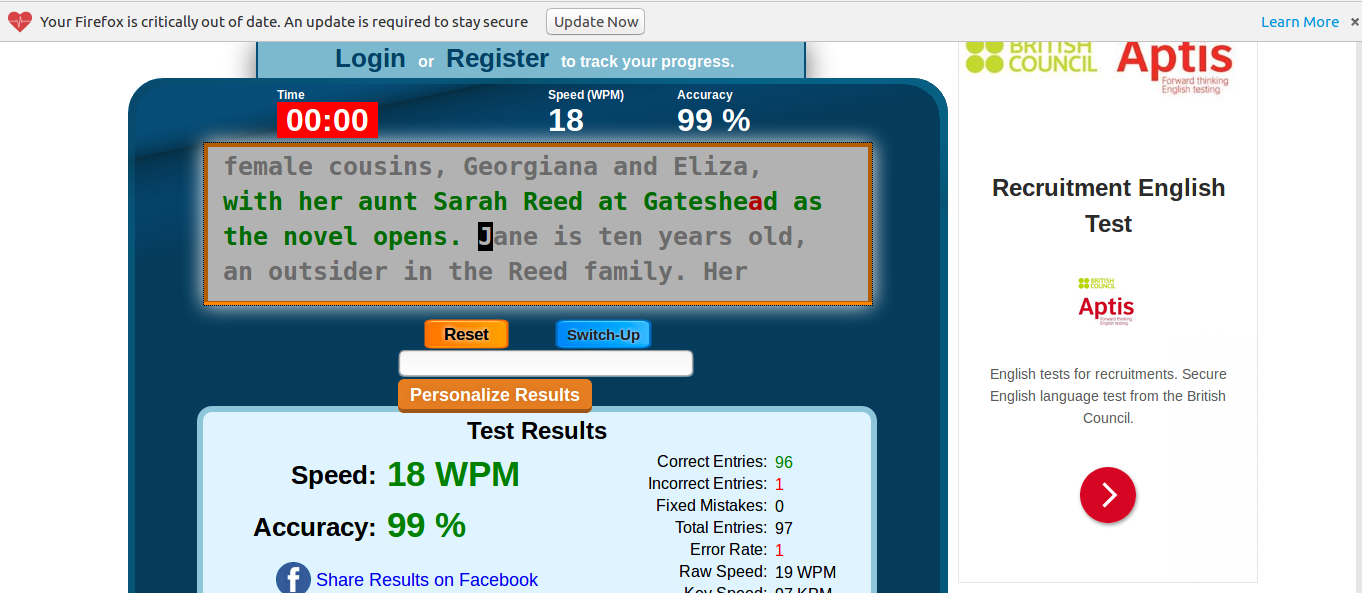 Your Firefox is critically out of date. An update is required to stay secure
Update Now
Learn More
Login or Register to track your progress.
Time
00:00
Speed (WPM)
18
Accuracy
99 %
female cousins, Georgiana and Eliza,
with her aunt Sarah Reed at Gateshead as
the novel opens. Jane is ten years old,
an outsider in the Reed family. Her
Reset
Switch-Up
Personalize Results
Test Results
Speed: 18 WPM
Accuracy: 99 %
Share Results on Facebook
Correct Entries: 96
Incorrect Entries: 1
Fixed Mistakes: 0
Total Entries: 97
Error Rate: 1
Raw Speed: 19 WPM
Key Speed: 97 KPM
BRITISH
COUNCIL
Aptis
Forward thinking
English testing
Recruitment English
Test
BRITISH
COUNCIL
Aptis
Forward thinking
English testing
English tests for recruitments. Secure
English language test from the British
Council.